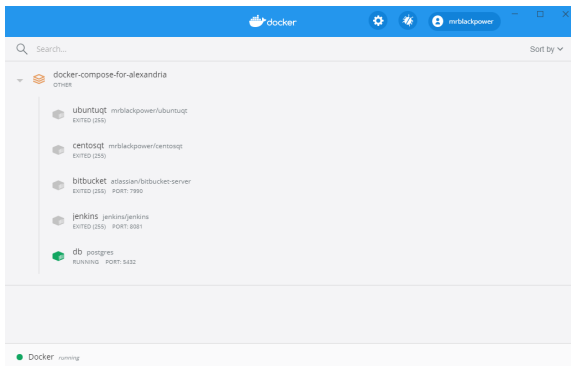 docker
mrblackpower
Search...
Sort by
docker-compose-for-alexandria
OTHER
ubuntuqt mrblackpower/ubuntuqt
EXITED (255)
centosqt mrblackpower/centosqt
EXITED (255)
bitbucket atlassian/bitbucket-server
EXITED (255) PORT: 7990
jenkins jenkins/jenkins
EXITED (255) PORT: 8081
db postgres
RUNNING PORT: 5432
Docker running